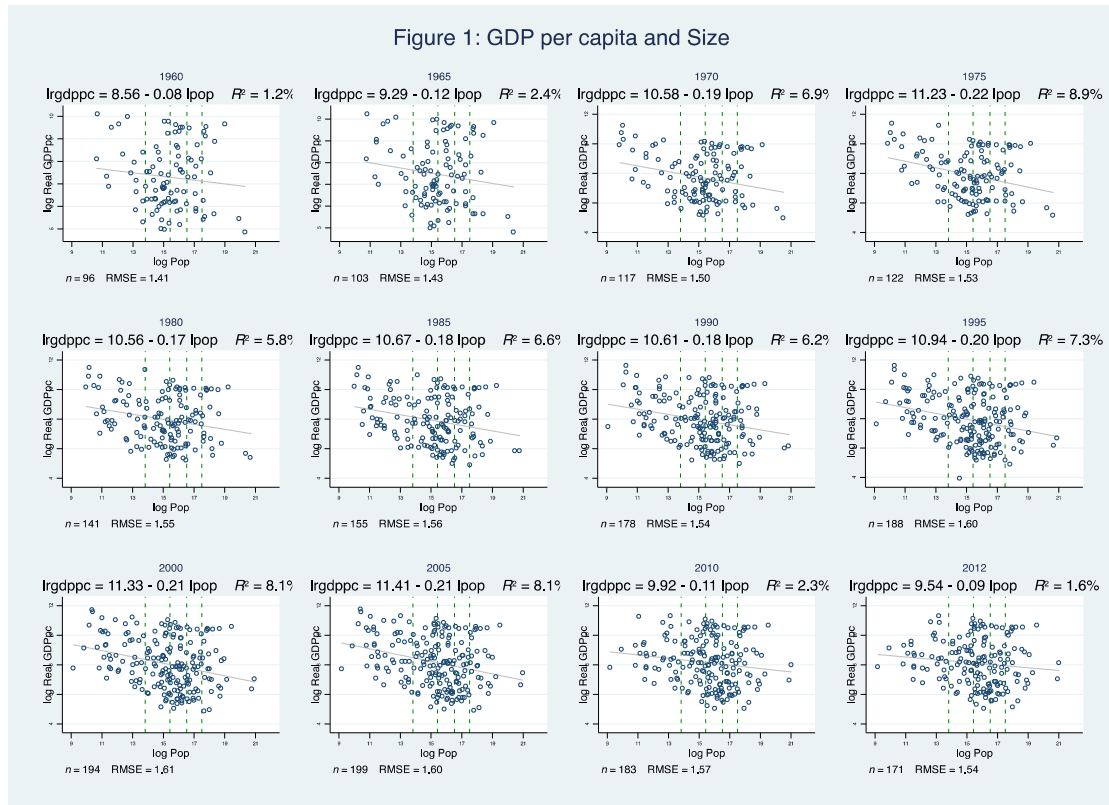 Figure 1: GDP per capita and Size
1960
lrgdppc = 8.56 - 0.08 lpop R² = 1.2%
log Real GDPpc
log Pop
n = 96 RMSE = 1.41
1965
lrgdppc = 9.29 - 0.12 lpop R² = 2.4%
log Real GDPpc
log Pop
n = 103 RMSE = 1.43
1970
lrgdppc = 10.58 - 0.19 lpop R² = 6.9%
log Real GDPpc
log Pop
n = 117 RMSE = 1.50
1975
lrgdppc = 11.23 - 0.22 lpop R² = 8.9%
log Real GDPpc
log Pop
n = 122 RMSE = 1.53
1980
lrgdppc = 10.56 - 0.17 lpop R² = 5.8%
log Real GDPpc
log Pop
n = 141 RMSE = 1.55
1985
lrgdppc = 10.67 - 0.18 lpop R² = 6.6%
log Real GDPpc
log Pop
n = 155 RMSE = 1.56
1990
lrgdppc = 10.61 - 0.18 lpop R² = 6.2%
log Real GDPpc
log Pop
n = 178 RMSE = 1.54
1995
lrgdppc = 10.94 - 0.20 lpop R² = 7.3%
log Real GDPpc
log Pop
n = 188 RMSE = 1.60
2000
lrgdppc = 11.33 - 0.21 lpop R² = 8.1%
log Real GDPpc
log Pop
n = 194 RMSE = 1.61
2005
lrgdppc = 11.41 - 0.21 lpop R² = 8.1%
log Real GDPpc
log Pop
n = 199 RMSE = 1.60
2010
lrgdppc = 9.92 - 0.11 lpop R² = 2.3%
log Real GDPpc
log Pop
n = 183 RMSE = 1.57
2012
lrgdppc = 9.54 - 0.09 lpop R² = 1.6%
log Real GDPpc
log Pop
n = 171 RMSE = 1.54